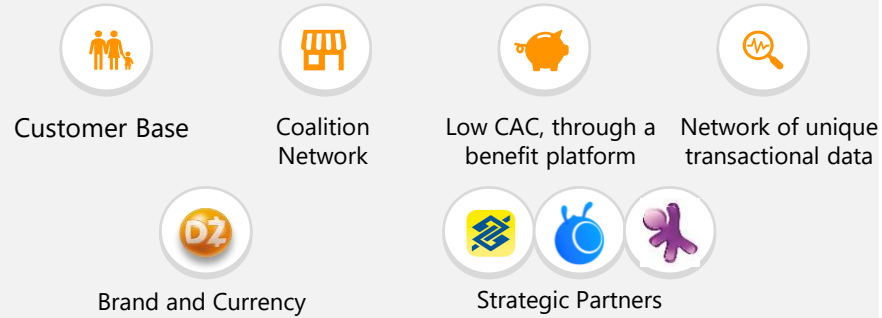 Customer Base
Coalition
Network
Low CAC, through a
benefit platform
Network of unique
transactional data
DZ
Brand and Currency
Strategic Partners